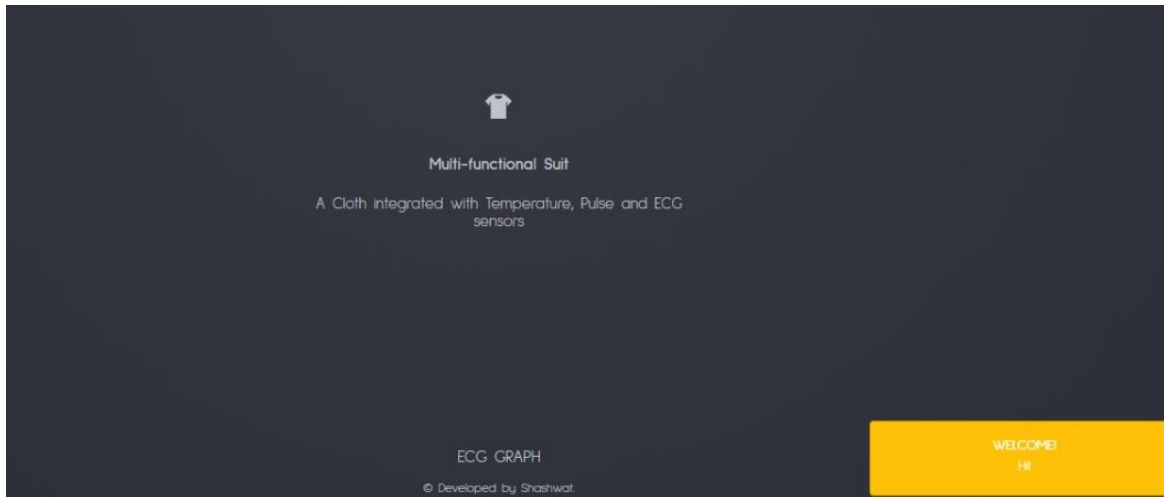 Multi-functional Suit
A Cloth integrated with Temperature, Pulse and ECG
sensors
ECG GRAPH
© Developed by Shashwat.
WELCOME!
Hi!